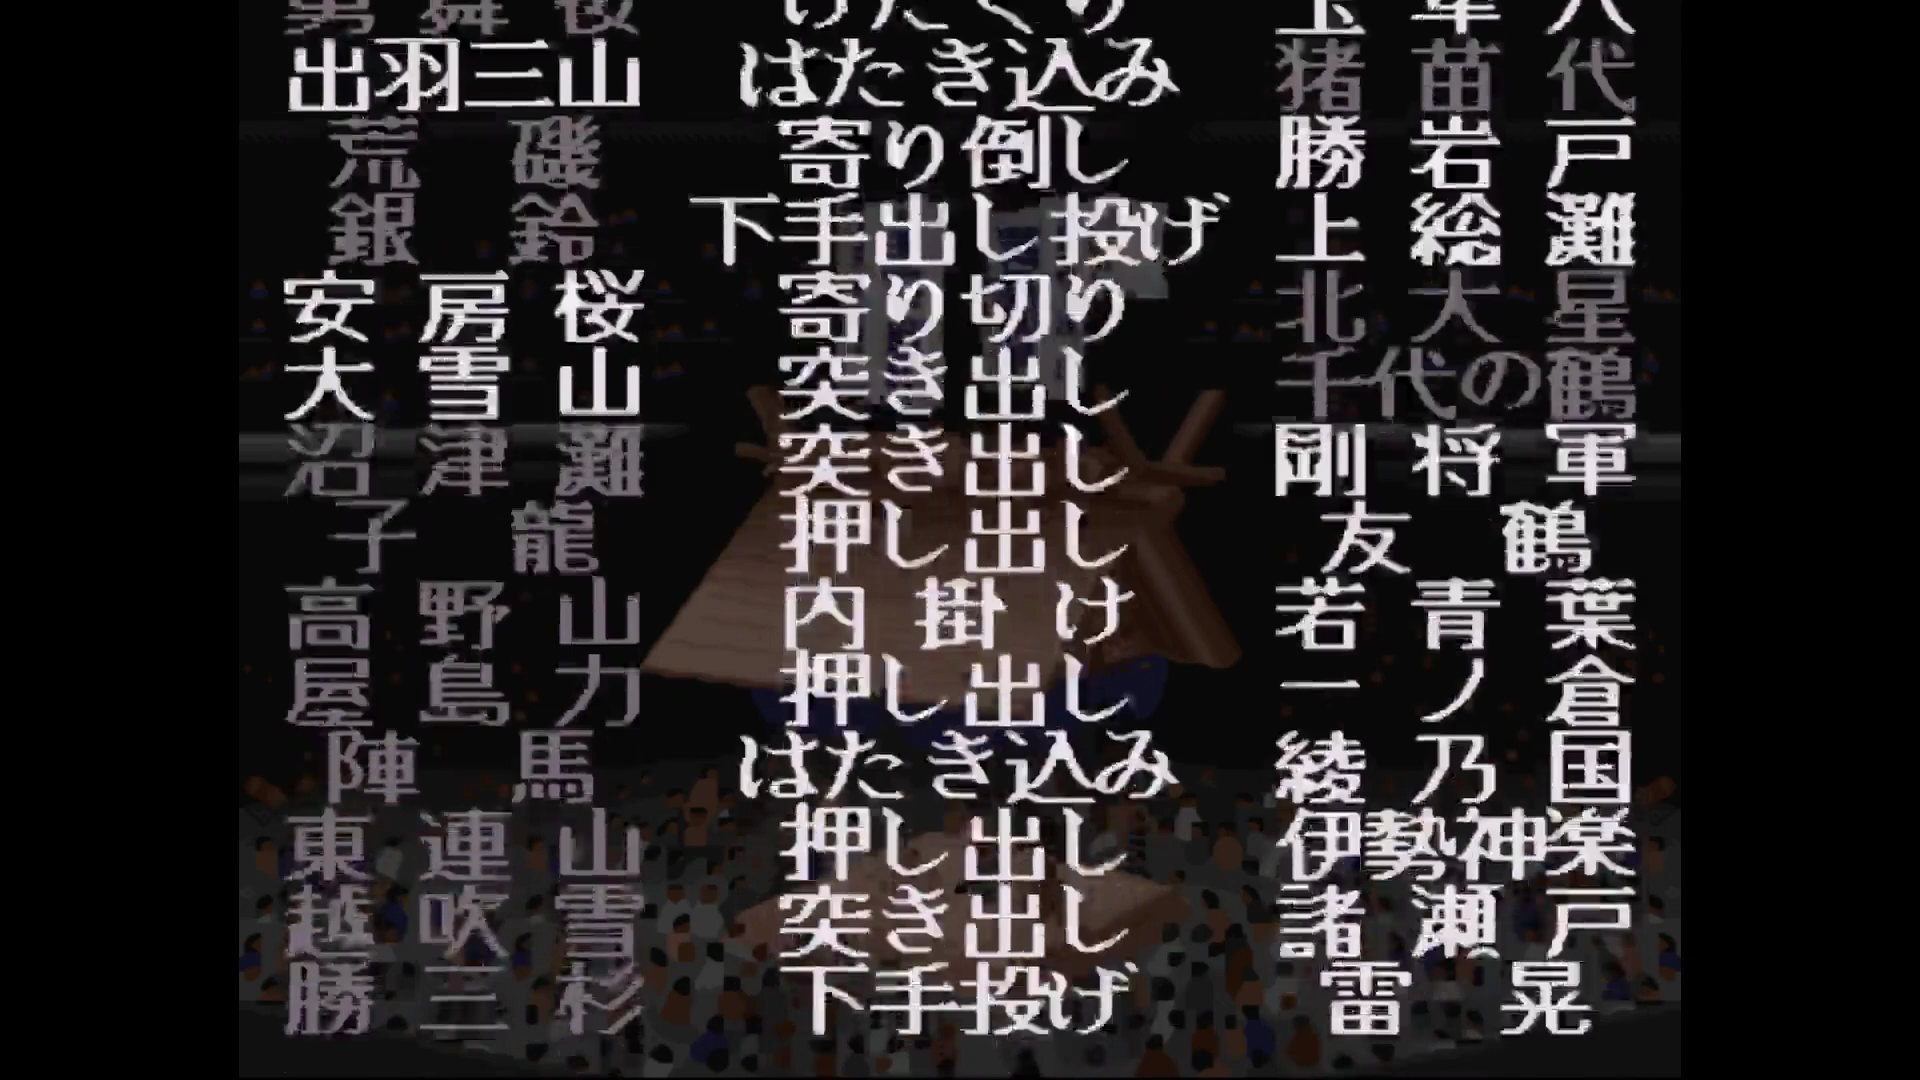 けたぐり
出羽三山 はたき込み 猪苗代
荒磯 寄り倒し 勝岩戸
銀鈴 下手出し投げ 上総灘
安房桜 寄り切り 北大星
大雪山 突き出し 千代の鶴
沼津灘 突き出し 剛将軍
子龍 押し出し 友鶴
高野山 内掛け 若青葉
屋島力 押し出し 一ノ倉
陣馬 はたき込み 綾乃国
東連山 押し出し 伊勢神楽
越吹雪 突き出し 諸瀬戸
勝三杉 下手投げ 雷晃